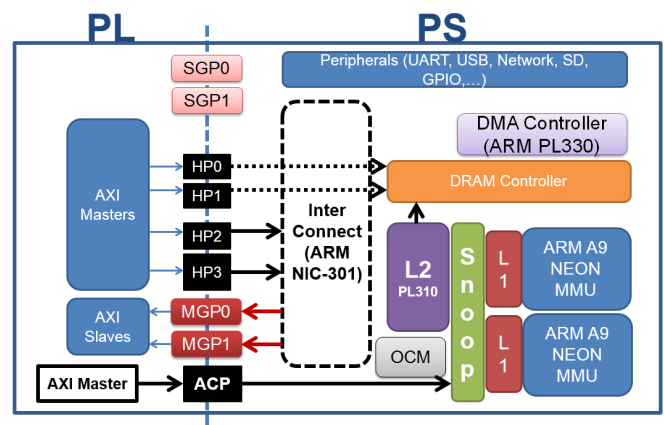 PL
PS
SGP0
SGP1
Peripherals (UART, USB, Network, SD,
GPIO,…)
DMA Controller
(ARM PL330)
AXI
Masters
HP0
HP1
HP2
HP3
Inter
Connect
(ARM
NIC-301)
DRAM Controller
L2
PL310
S
n
o
o
p
L
1
ARM A9
NEON
MMU
AXI
Slaves
MGP0
MGP1
OCM
L
1
ARM A9
NEON
MMU
AXI Master
ACP